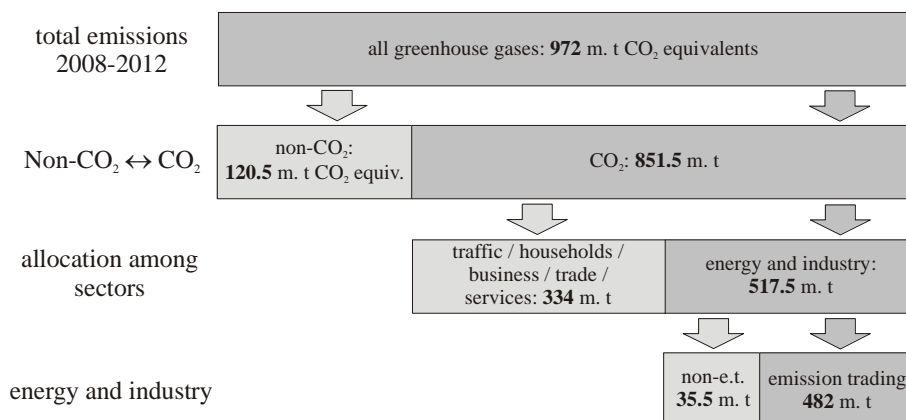 total emissions
2008-2012
all greenhouse gases: 972 m. t CO₂ equivalents
Non-CO₂ ↔ CO₂
non-CO₂:
120.5 m. t CO₂ equiv.
CO₂: 851.5 m. t
allocation among
sectors
traffic / households /
business / trade /
services: 334 m. t
energy and industry:
517.5 m. t
energy and industry
non-e.t.
35.5 m. t
emission trading
482 m. t